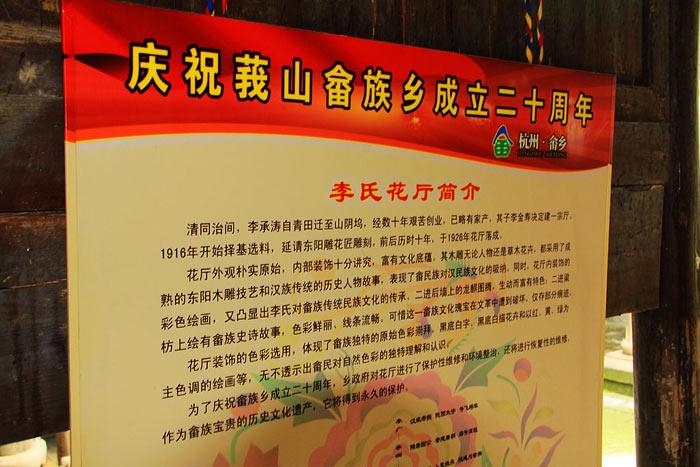 庆祝莪山畲族乡成立二十周年
杭州·畲乡
李氏花厅简介
清同治间,李承涛自青田迁至山阴坞,经数十年艰苦创业,已略有家产,其子李金寿决定建一宗厅,
1916年开始择基选料,延请东阳雕花匠雕刻,前后历时十年,于1926年花厅落成。
花厅外观朴实原始,内部装饰十分讲究,富有文化底蕴,其木雕无论人物还是草木花卉,都采用了成
熟的东阳木雕技艺和汉族传统的历史人物故事,表现了畲民族对汉民族文化的吸纳,同时,花厅内装饰的
彩色绘画,又凸显出李氏对畲族传统民族文化的传承,二进后墙上的龙麒图腾,生动而富有特色;二进梁
枋上绘有畲族史诗故事,色彩鲜丽、线条流畅,可惜这一畲族文化瑰宝在文革中遭到破坏,仅存部分痕迹。
花厅装饰的色彩选用,体现了畲族独特的原始色彩崇拜,黑底白字、黑底白描花卉和以红、黄、绿为
主色调的绘画等,无不透示出畲民对自然色彩的独特理解和认识。
为了庆祝畲族乡成立二十周年,乡政府对花厅进行了保护性维修和环境整治,还将进行恢复性的维修,
作为畲族宝贵的历史文化遗产,它将得到永久的保护。